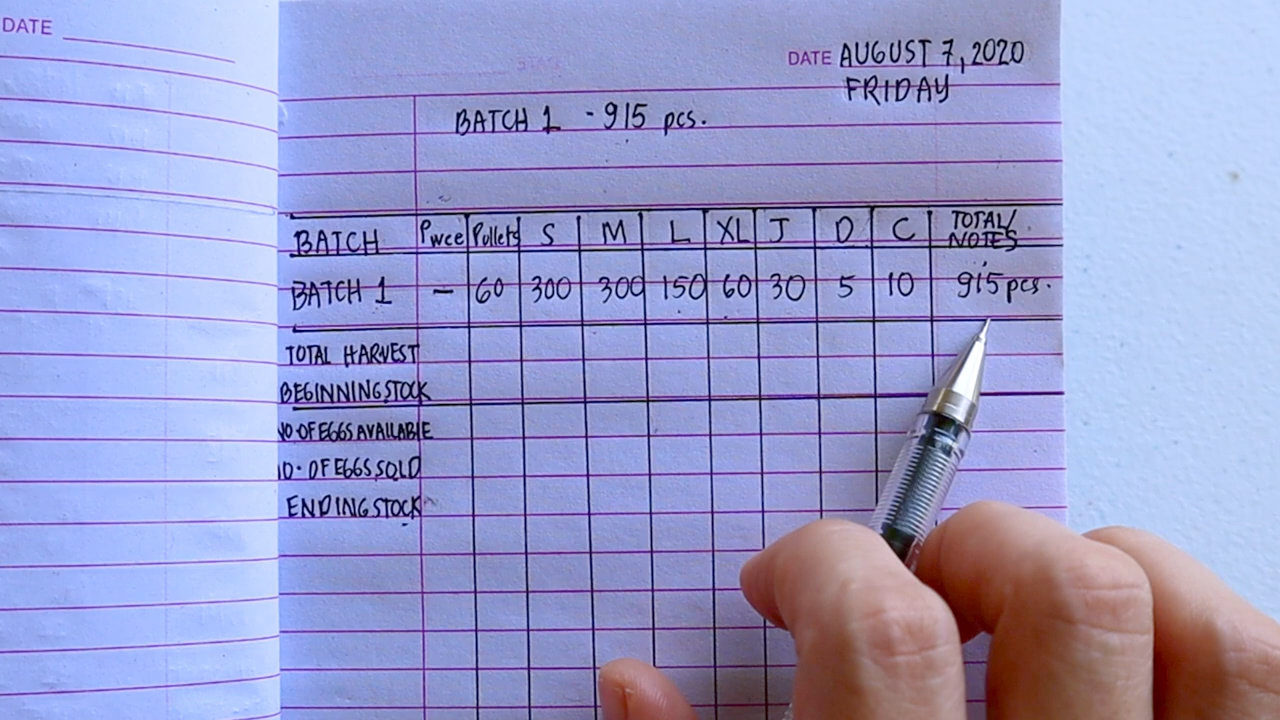 DATE
DATE AUGUST 7, 2020
FRIDAY
BATCH 1 - 915 pcs.
BATCH Pwee Pullets S M L XL J D C TOTAL/NOTES
BATCH 1 — 60 300 300 150 60 30 5 10 915 pcs.
TOTAL HARVEST
BEGINNING STOCK
NO. OF EGGS AVAILABLE
NO. OF EGGS SOLD
ENDING STOCK